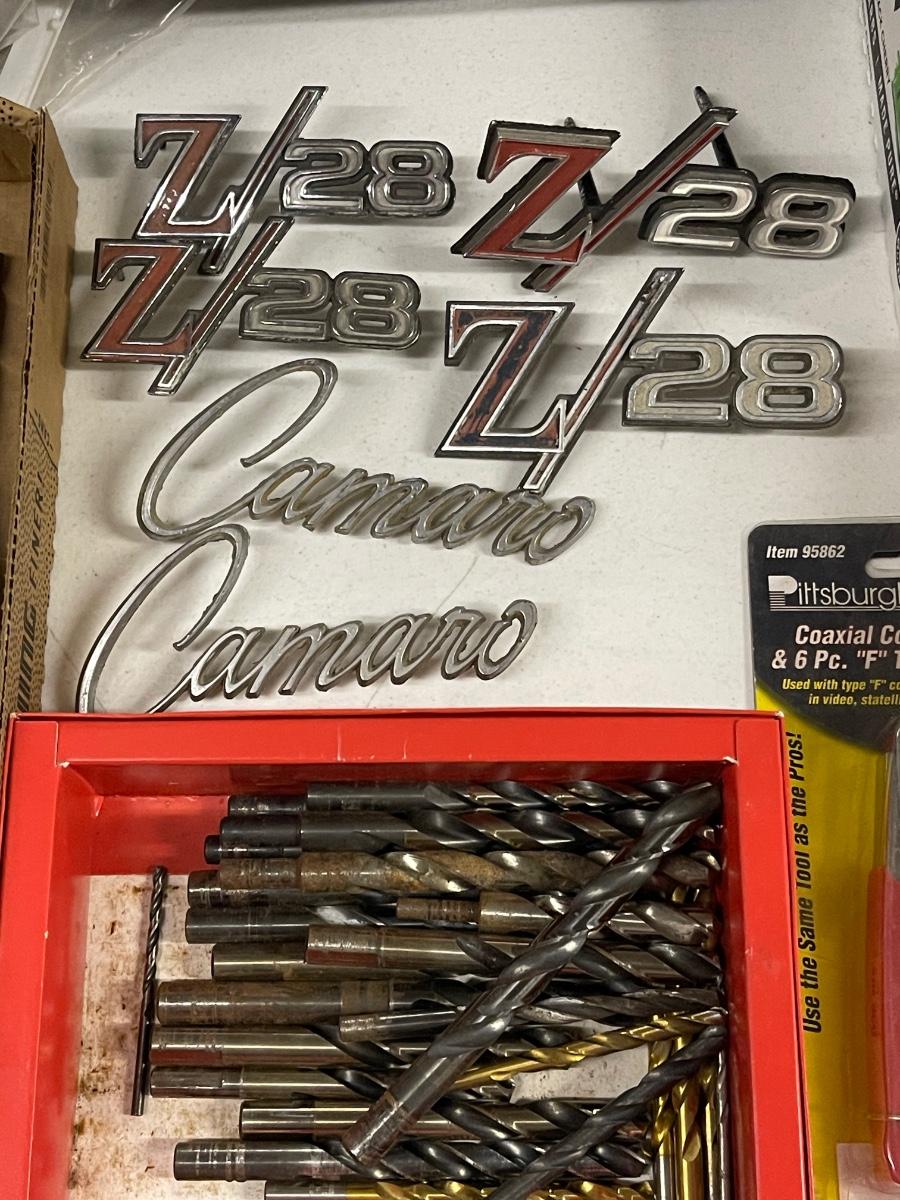 Z/28
Z/28
Z/28
Z/28
Camaro
Camaro
Item 95862
Pittsburgh
Coaxial Co
& 6 Pc. "F" T
Used with type "F" co
in video, statell
Use the Same Tool as the Pros!